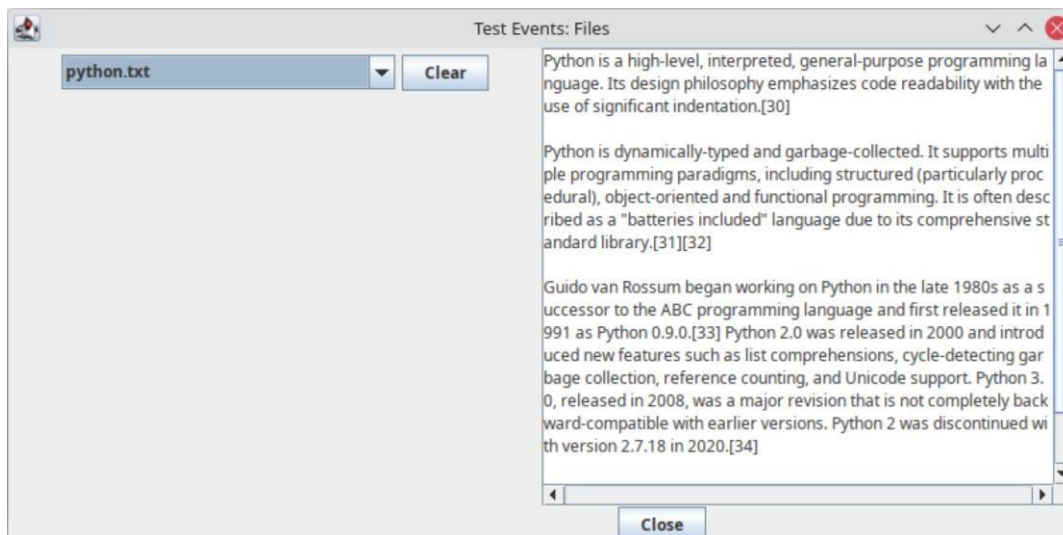 Test Events: Files
python.txt
Clear
Python is a high-level, interpreted, general-purpose programming la
nguage. Its design philosophy emphasizes code readability with the
use of significant indentation.[30]
Python is dynamically-typed and garbage-collected. It supports multi
ple programming paradigms, including structured (particularly proc
edural), object-oriented and functional programming. It is often desc
ribed as a "batteries included" language due to its comprehensive st
andard library.[31][32]
Guido van Rossum began working on Python in the late 1980s as a s
uccessor to the ABC programming language and first released it in 1
991 as Python 0.9.0.[33] Python 2.0 was released in 2000 and introd
uced new features such as list comprehensions, cycle-detecting gar
bage collection, reference counting, and Unicode support. Python 3.
0, released in 2008, was a major revision that is not completely back
ward-compatible with earlier versions. Python 2 was discontinued wi
th version 2.7.18 in 2020.[34]
Close